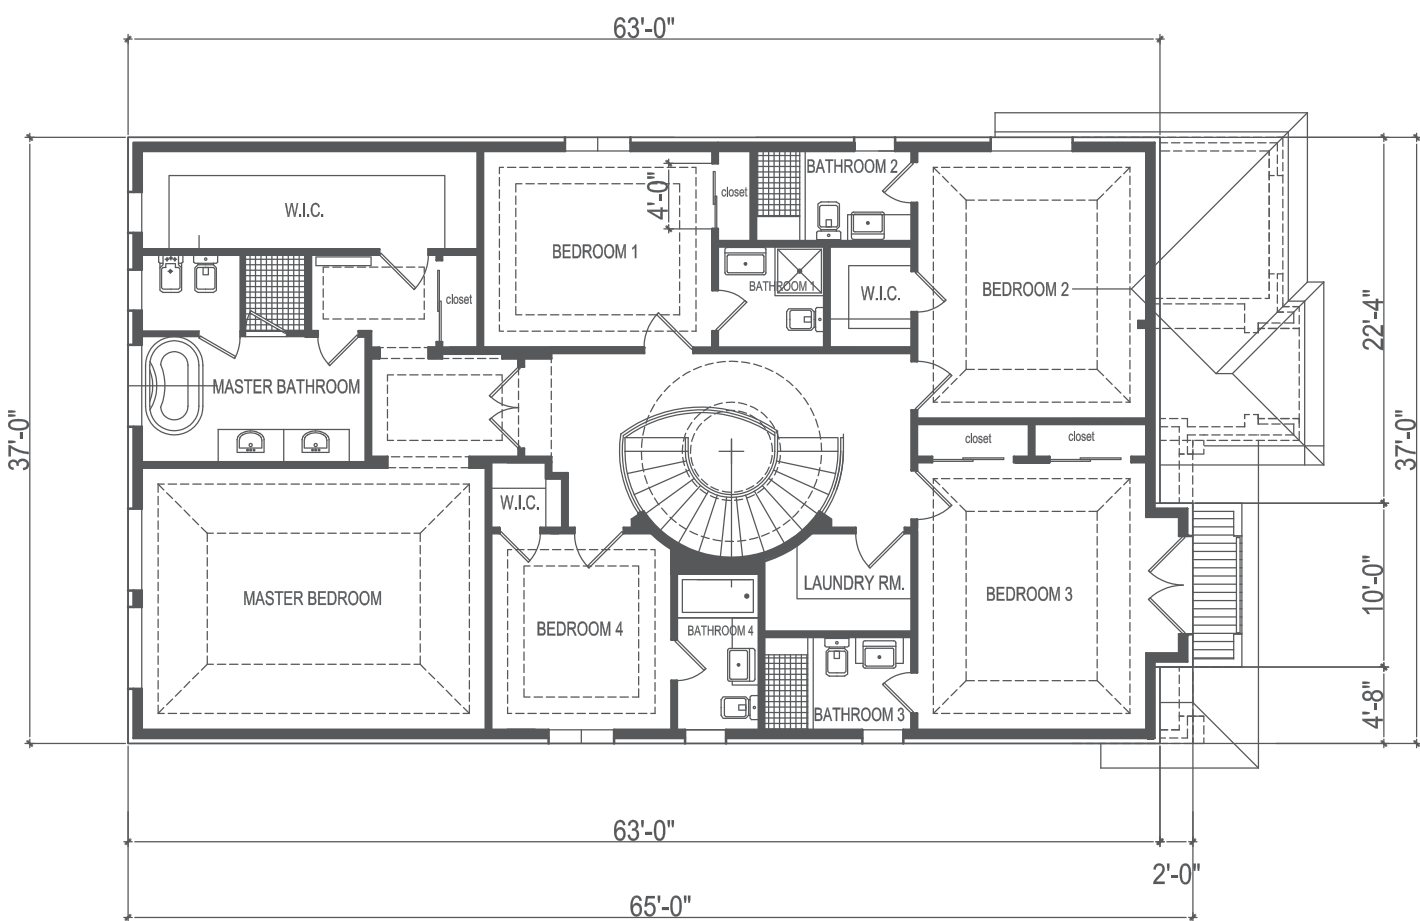 63'-0"
BATHROOM 2
closet
4'-0"
W.I.C.
BEDROOM 1
BATHROOM 1
W.I.C.
BEDROOM 2
closet
22'-4"
MASTER BATHROOM
37'-0"
37'-0"
closet
closet
W.I.C.
LAUNDRY RM.
BEDROOM 3
10'-0"
MASTER BEDROOM
BEDROOM 4
BATHROOM 4
BATHROOM 3
4'-8"
63'-0"
2'-0"
65'-0"